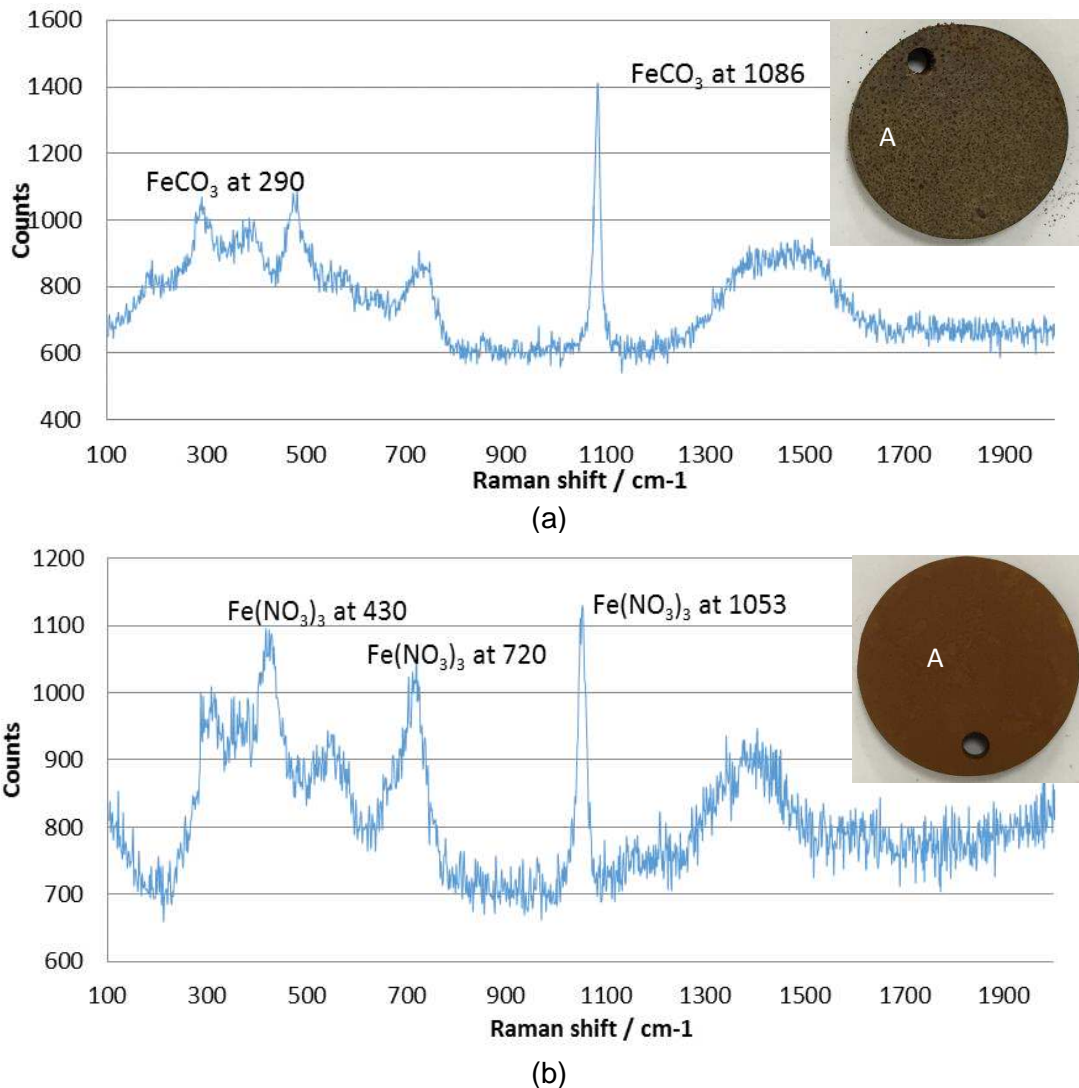 1600
1400
1200
1000
800
600
400
Counts
FeCO₃ at 1086
FeCO₃ at 290
A
100 300 500 700 900 1100 1300 1500 1700 1900
Raman shift / cm-1
(a)
1200
1100
1000
900
800
700
600
Counts
Fe(NO₃)₃ at 430
Fe(NO₃)₃ at 720
Fe(NO₃)₃ at 1053
A
100 300 500 700 900 1100 1300 1500 1700 1900
Raman shift / cm-1
(b)